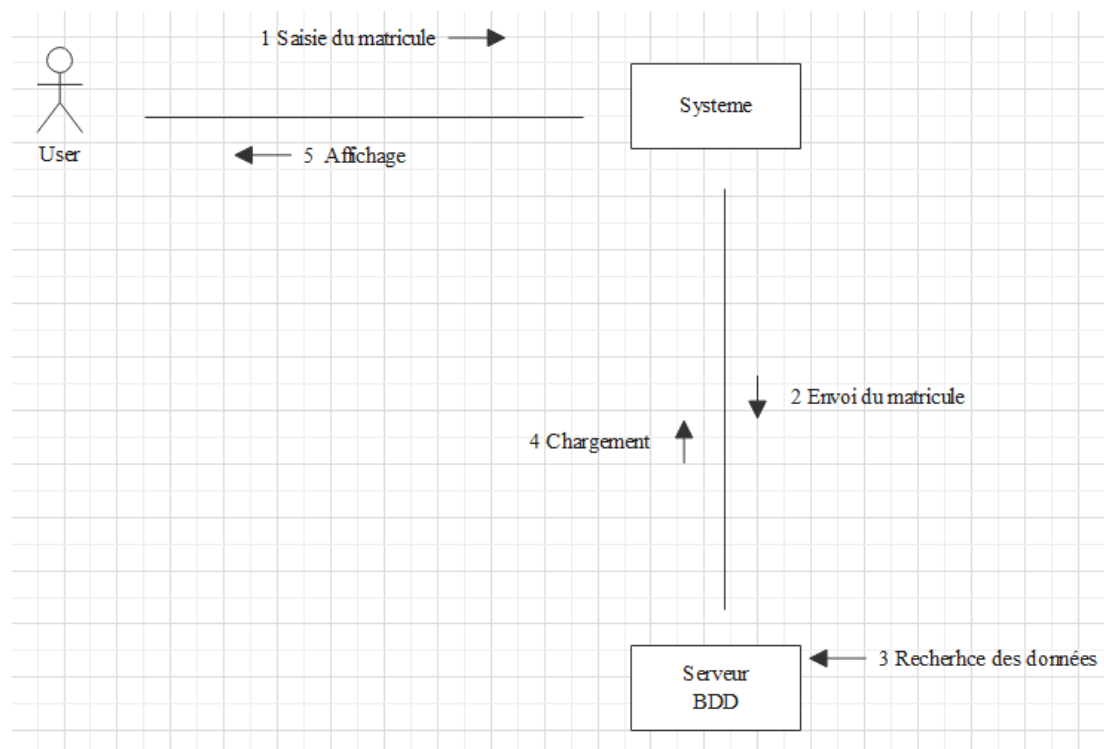 1 Saisie du matricule
Systeme
User
5 Affichage
2 Envoi du matricule
4 Chargement
3 Recherhce des données
Serveur
BDD